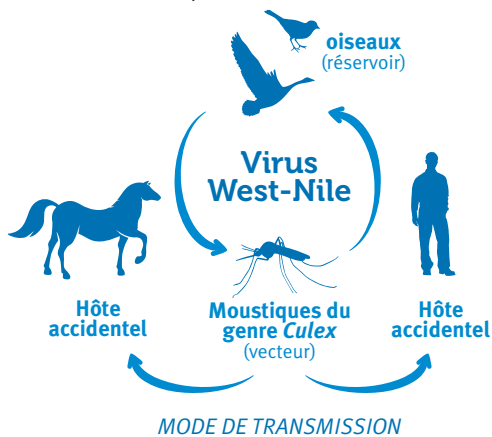 oiseaux
(réservoir)
Virus
West-Nile
Hôte
accidentel
Moustiques du
genre Culex
(vecteur)
Hôte
accidentel
MODE DE TRANSMISSION